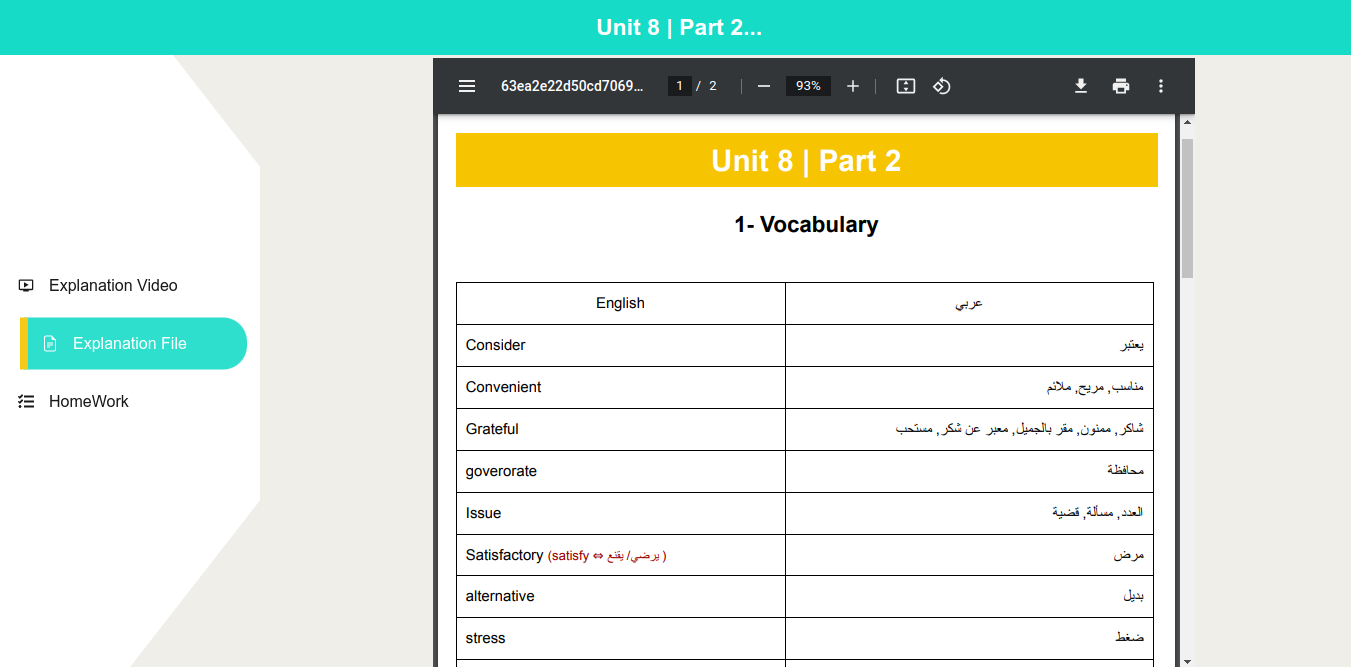 Unit 8 | Part 2...
Explanation Video
Explanation File
HomeWork
63ea2e22d50cd7069...
1 / 2
93%
Unit 8 | Part 2
1- Vocabulary
English عربي
Consider يعتبر
Convenient مناسب, مريح, ملائم
Grateful شاكر, ممنون, مقر بالجميل, معبر عن شكر, مستحب
goverorate محافظة
Issue العدد, مسألة, قضية
Satisfactory (satisfy ⇔ يرضي/ يقنع ) مرض
alternative بديل
stress ضغط